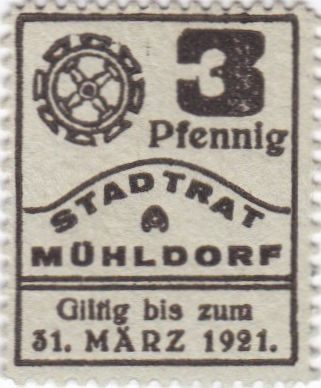 3
Pfennig
STADTRAT
A
MÜHLDORF
Giltig bis zum
31. MÄRZ 1921.